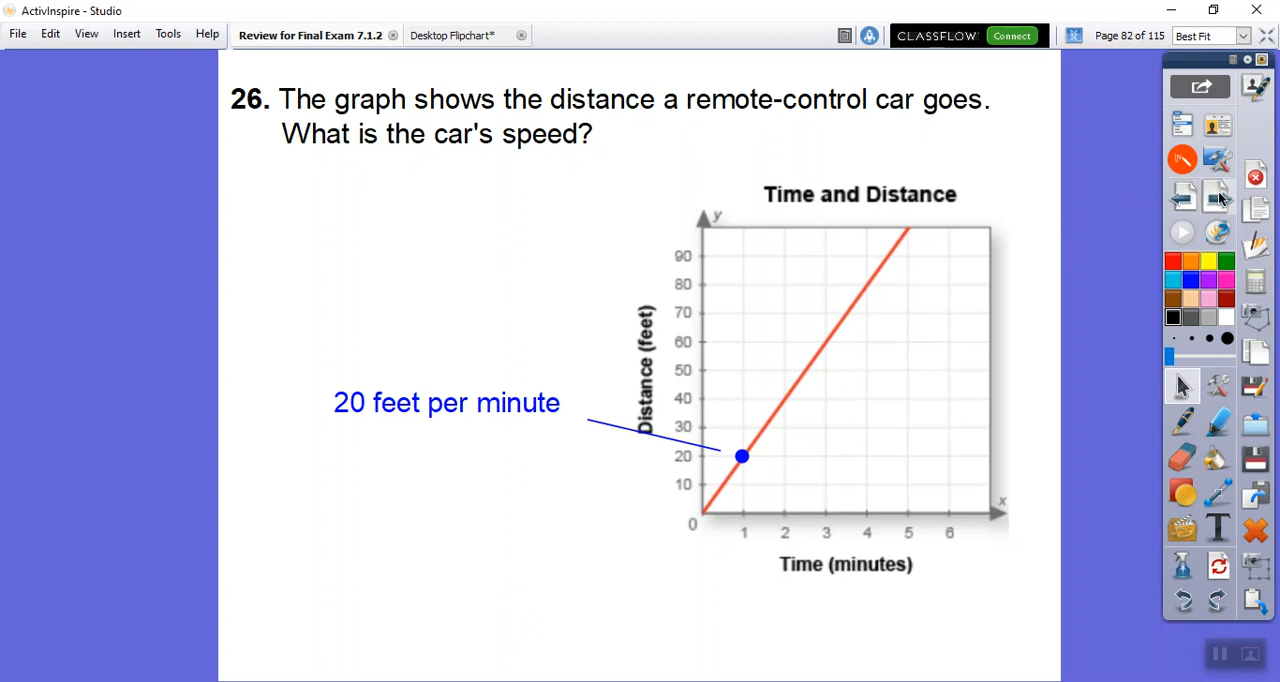 ActivInspire - Studio
File Edit View Insert Tools Help
Review for Final Exam 7.1.2
Desktop Flipchart*
CLASSFLOW
Connect
Page 82 of 115
Best Fit
26. The graph shows the distance a remote-control car goes.
What is the car's speed?
Time and Distance
y
90
80
70
60
50
40
30
20
10
0
Distance (feet)
20 feet per minute
x
1 2 3 4 5 6
Time (minutes)
T